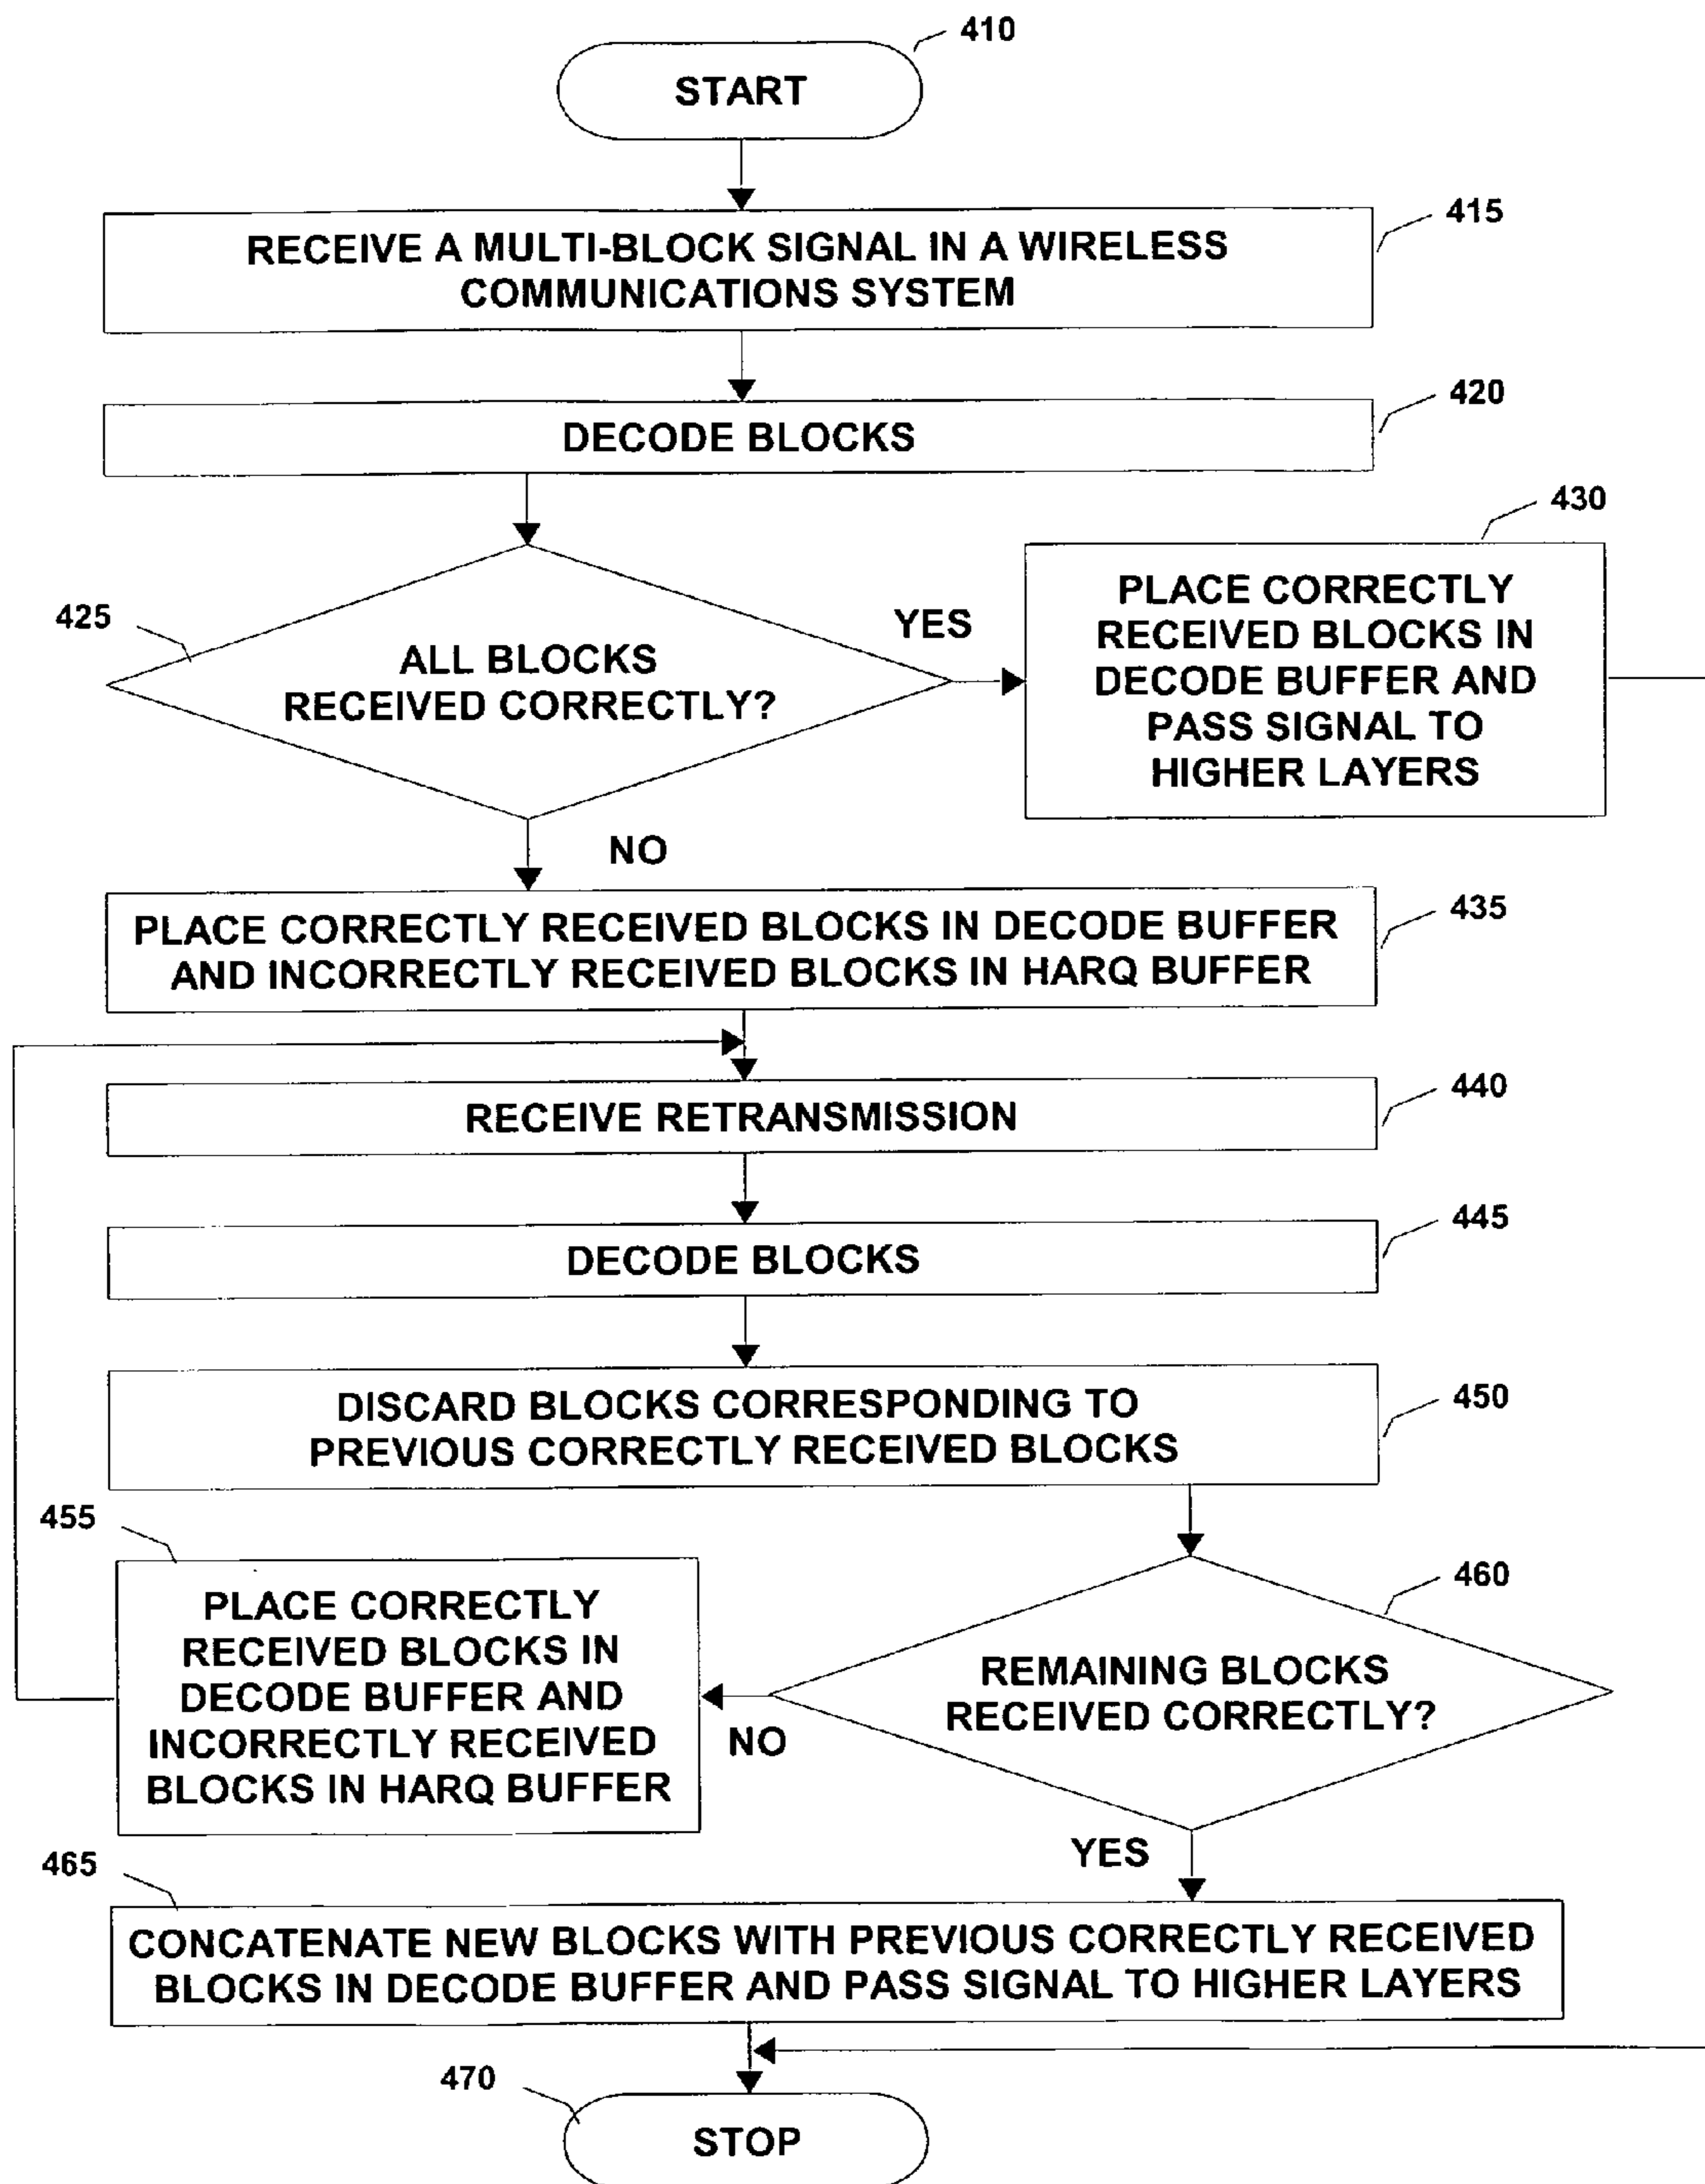 410
START
415
RECEIVE A MULTI-BLOCK SIGNAL IN A WIRELESS
COMMUNICATIONS SYSTEM
420
DECODE BLOCKS
430
425
YES
ALL BLOCKS
RECEIVED CORRECTLY?
PLACE CORRECTLY
RECEIVED BLOCKS IN
DECODE BUFFER AND
PASS SIGNAL TO
HIGHER LAYERS
NO
435
PLACE CORRECTLY RECEIVED BLOCKS IN DECODE BUFFER
AND INCORRECTLY RECEIVED BLOCKS IN HARQ BUFFER
440
RECEIVE RETRANSMISSION
445
DECODE BLOCKS
450
DISCARD BLOCKS CORRESPONDING TO
PREVIOUS CORRECTLY RECEIVED BLOCKS
455
PLACE CORRECTLY
RECEIVED BLOCKS IN
DECODE BUFFER AND
INCORRECTLY RECEIVED
BLOCKS IN HARQ BUFFER
460
REMAINING BLOCKS
RECEIVED CORRECTLY?
NO
YES
465
CONCATENATE NEW BLOCKS WITH PREVIOUS CORRECTLY RECEIVED
BLOCKS IN DECODE BUFFER AND PASS SIGNAL TO HIGHER LAYERS
470
STOP